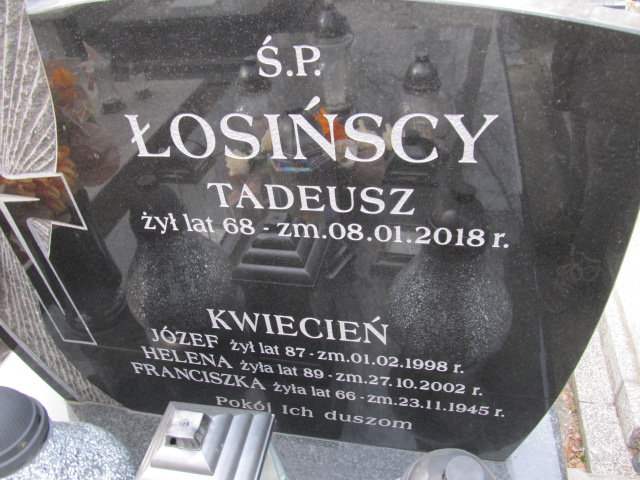 Ś.P.
ŁOSIŃSCY
TADEUSZ
żył lat 68 - zm. 08.01.2018 r.
KWIECIEŃ
JÓZEF żył lat 87 - zm. 01.02.1998 r.
HELENA żyła lat 89 - zm. 27.10.2002 r.
FRANCISZKA żyła lat 66 - zm. 23.11.1945 r.
Pokój Ich duszom